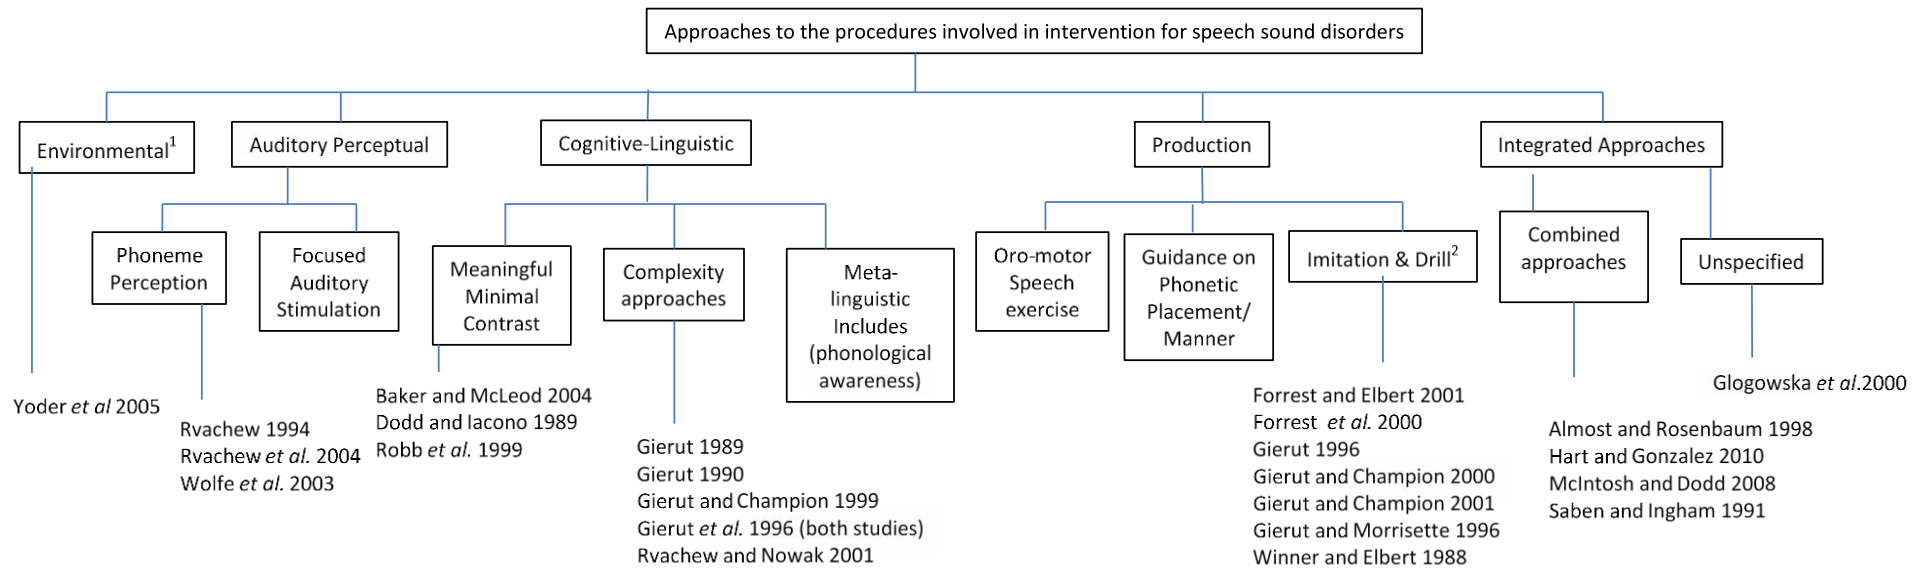 Approaches to the procedures involved in intervention for speech sound disorders
Environmental1
Auditory Perceptual
Cognitive-Linguistic
Production
Integrated Approaches
Phoneme
Perception
Focused
Auditory
Stimulation
Meaningful
Minimal
Contrast
Complexity
approaches
Meta-
linguistic
Includes
(phonological
awareness)
Oro-motor
Speech
exercise
Guidance on
Phonetic
Placement/
Manner
Imitation & Drill2
Combined
approaches
Unspecified
Yoder et al 2005
Rvachew 1994
Rvachew et al. 2004
Wolfe et al. 2003
Baker and McLeod 2004
Dodd and Iacono 1989
Robb et al. 1999
Gierut 1989
Gierut 1990
Gierut and Champion 1999
Gierut et al. 1996 (both studies)
Rvachew and Nowak 2001
Forrest and Elbert 2001
Forrest et al. 2000
Gierut 1996
Gierut and Champion 2000
Gierut and Champion 2001
Gierut and Morrisette 1996
Winner and Elbert 1988
Almost and Rosenbaum 1998
Hart and Gonzalez 2010
McIntosh and Dodd 2008
Saben and Ingham 1991
Glogowska et al.2000